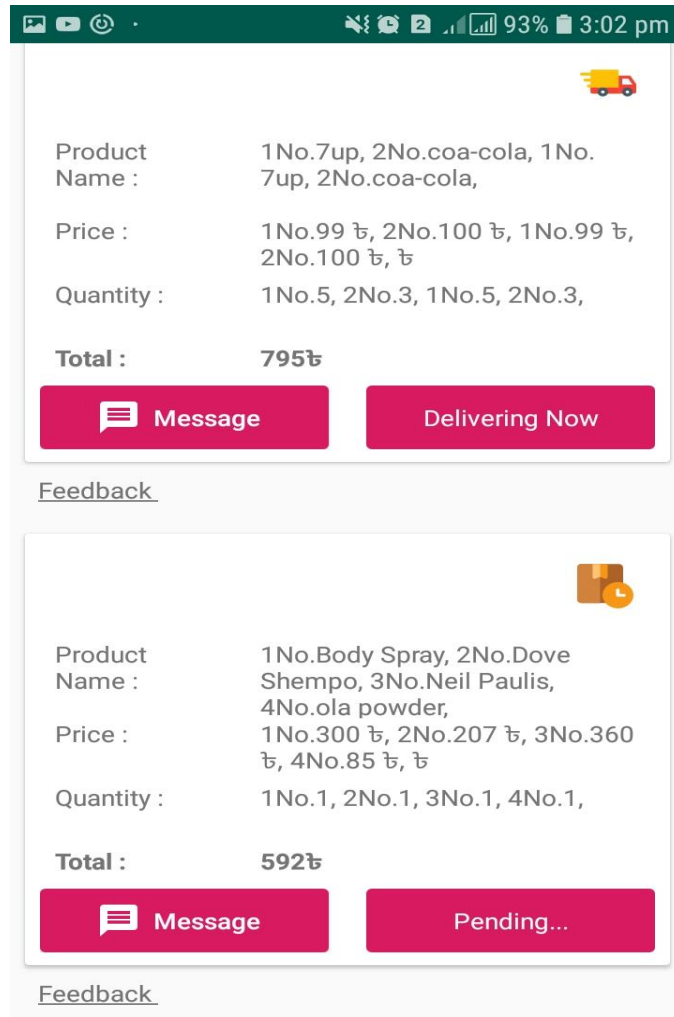 2 93% 3:02 pm
Product 1No.7up, 2No.coa-cola, 1No.
Name : 7up, 2No.coa-cola,
Price : 1No.99 ৳, 2No.100 ৳, 1No.99 ৳,
2No.100 ৳, ৳
Quantity : 1No.5, 2No.3, 1No.5, 2No.3,
Total : 795৳
Message Delivering Now
Feedback
Product 1No.Body Spray, 2No.Dove
Name : Shempo, 3No.Neil Paulis,
4No.ola powder,
Price : 1No.300 ৳, 2No.207 ৳, 3No.360
৳, 4No.85 ৳, ৳
Quantity : 1No.1, 2No.1, 3No.1, 4No.1,
Total : 592৳
Message Pending...
Feedback